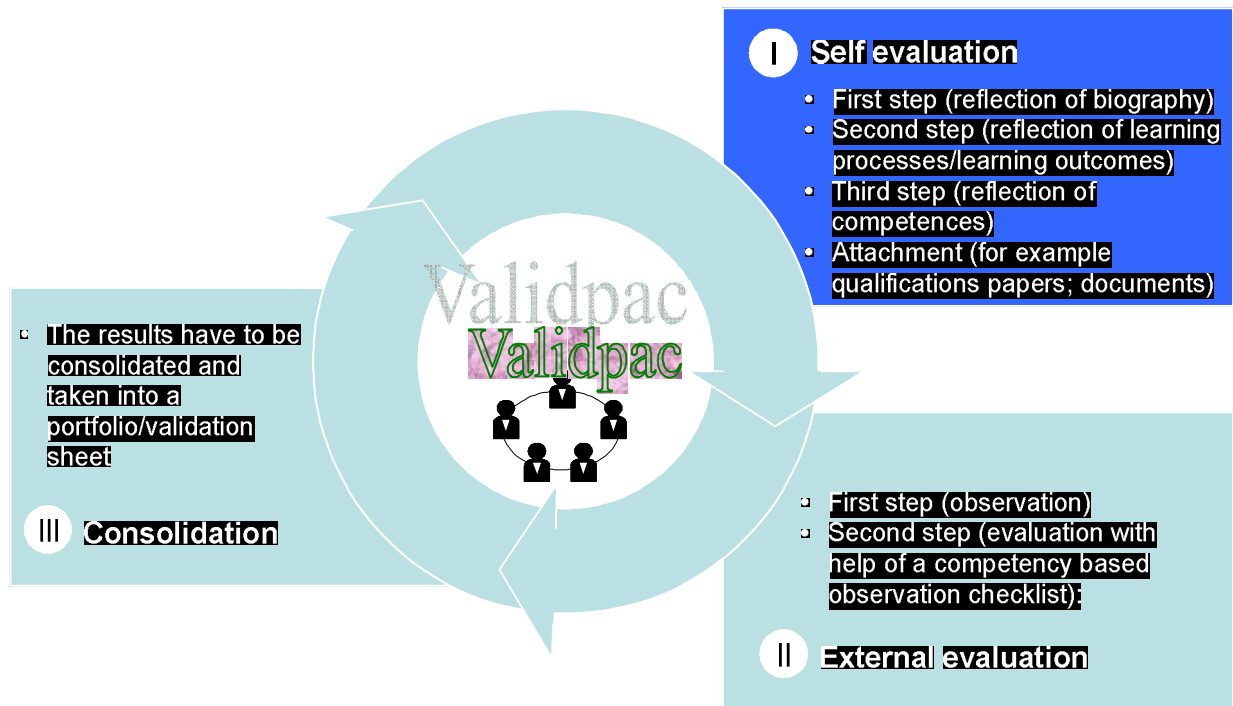 I Self evaluation
• First step (reflection of biography)
• Second step (reflection of learning
processes/learning outcomes)
• Third step (reflection of
competences)
• Attachment (for example
qualifications papers; documents)
Validpac
Validpac
• The results have to be
consolidated and
taken into a
portfolio/validation
sheet
III Consolidation
• First step (observation)
• Second step (evaluation with
help of a competency based
observation checklist):
II External evaluation